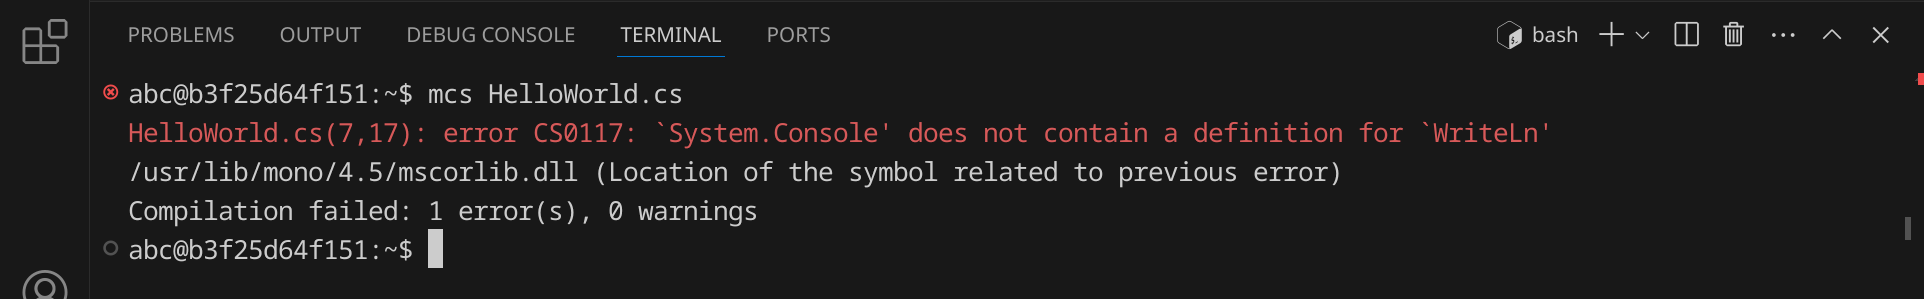 PROBLEMS OUTPUT DEBUG CONSOLE TERMINAL PORTS bash
abc@b3f25d64f151:~$ mcs HelloWorld.cs
HelloWorld.cs(7,17): error CS0117: `System.Console' does not contain a definition for `WriteLn'
/usr/lib/mono/4.5/mscorlib.dll (Location of the symbol related to previous error)
Compilation failed: 1 error(s), 0 warnings
abc@b3f25d64f151:~$